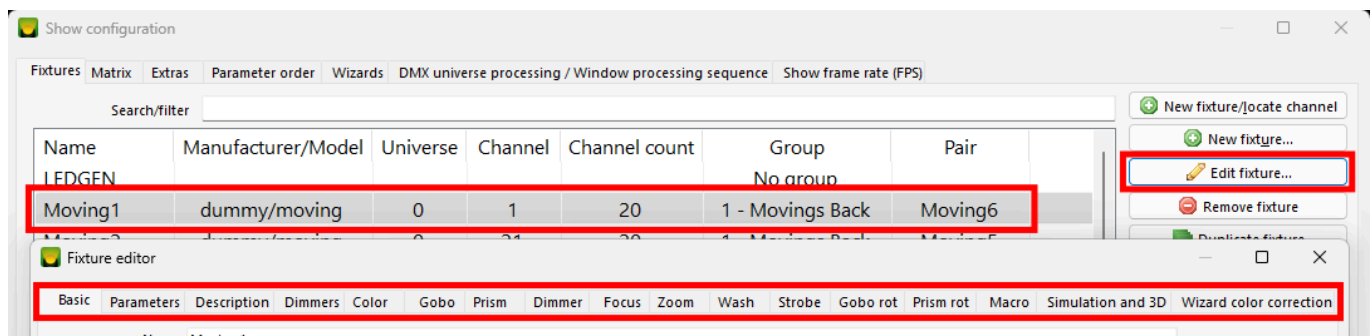 Show configuration
Fixtures Matrix Extras Parameter order Wizards DMX universe processing / Window processing sequence Show frame rate (FPS)
Search/filter
New fixture/locate channel
Name Manufacturer/Model Universe Channel Channel count Group Pair
New fixture...
LEDGEN No group
Edit fixture...
Moving1 dummy/moving 0 1 20 1 - Movings Back Moving6
Remove fixture
Duplicate fixture
Fixture editor
Basic Parameters Description Dimmers Color Gobo Prism Dimmer Focus Zoom Wash Strobe Gobo rot Prism rot Macro Simulation and 3D Wizard color correction